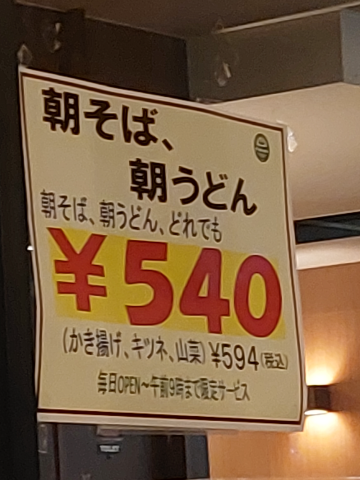 朝そば、
朝うどん
朝そば、朝うどん、どれでも
¥540
(かき揚げ、キツネ、山菜)¥594(税込)
毎日OPEN~午前9時まで限定サービス